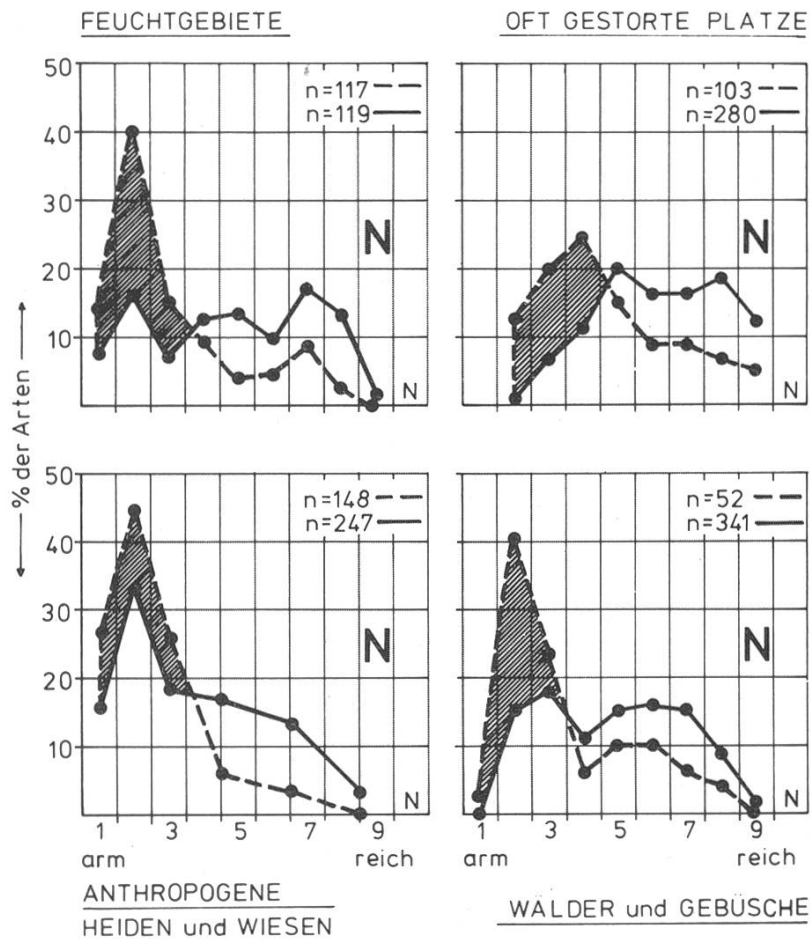 FEUCHTGEBIETE
OFT GESTORTE PLATZE
50
40
30
20
10
n=117
n=119
N
N
n=103
n=280
N
N
% der Arten
50
40
30
20
10
n=148
n=247
N
N
n=52
n=341
N
N
1 3 5 7 9
arm reich
1 3 5 7 9
arm reich
ANTHROPOGENE
HEIDEN und WIESEN
WÄLDER und GEBÜSCHE